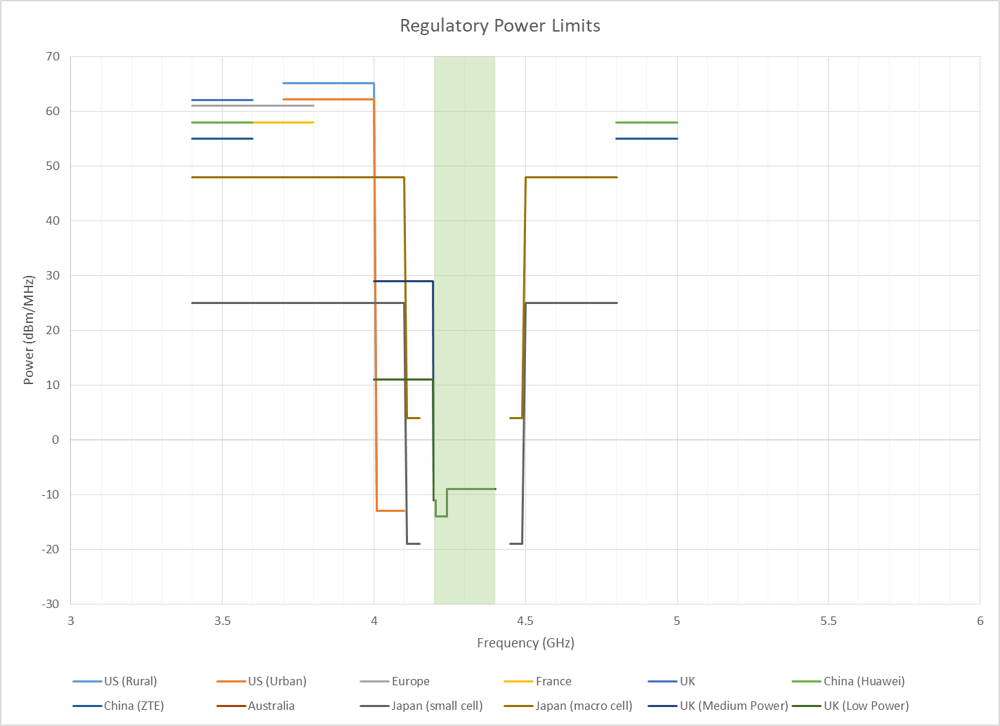 Regulatory Power Limits
70
60
50
40
30
20
10
0
-10
-20
-30
Power (dBm/MHz)
3 3.5 4 4.5 5 5.5 6
Frequency (GHz)
US (Rural) US (Urban) Europe France UK China (Huawei)
China (ZTE) Australia Japan (small cell) Japan (macro cell) UK (Medium Power) UK (Low Power)